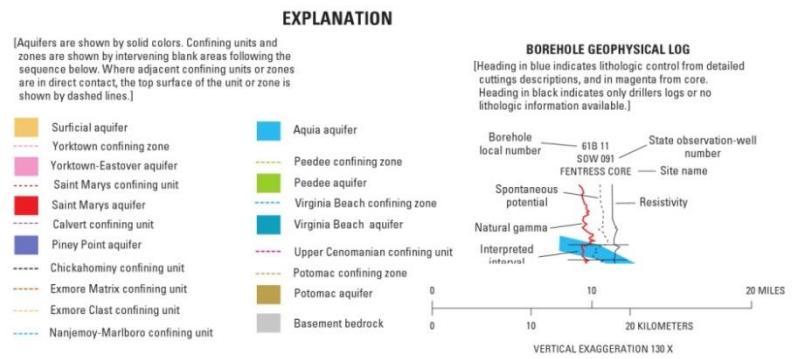 EXPLANATION
[Aquifers are shown by solid colors. Confining units and
zones are shown by intervening blank areas following the
sequence below. Where adjacent confining units or zones
are in direct contact, the top surface of the unit or zone is
shown by dashed lines.]
Surficial aquifer
Yorktown confining zone
Yorktown-Eastover aquifer
Saint Marys confining unit
Saint Marys aquifer
Calvert confining unit
Piney Point aquifer
Chickahominy confining unit
Exmore Matrix confining unit
Exmore Clast confining unit
Nanjemoy-Marlboro confining unit
Aquia aquifer
Peedee confining zone
Peedee aquifer
Virginia Beach confining zone
Virginia Beach aquifer
Upper Cenomanian confining unit
Potomac confining zone
Potomac aquifer
Basement bedrock
BOREHOLE GEOPHYSICAL LOG
[Heading in blue indicates lithologic control from detailed
cuttings descriptions, and in magenta from core.
Heading in black indicates only drillers logs or no
lithologic information available.]
Borehole
local number
61B 11
SOW 091
FENTRESS CORE
State observation-well
number
Site name
Spontaneous
potential
Resistivity
Natural gamma
Interpreted
interval
0 10 20 MILES
0 10 20 KILOMETERS
VERTICAL EXAGGERATION 130 X